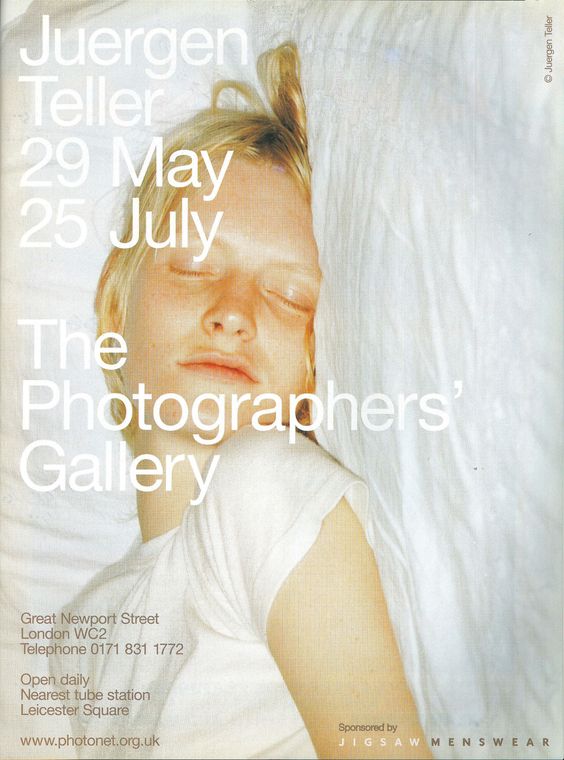 Juergen
Teller
29 May
25 July
The
Photographers’
Gallery
© Juergen Teller
Great Newport Street
London WC2
Telephone 0171 831 1772
Open daily
Nearest tube station
Leicester Square
www.photonet.org.uk
Sponsored by
JIGSAW MENSWEAR